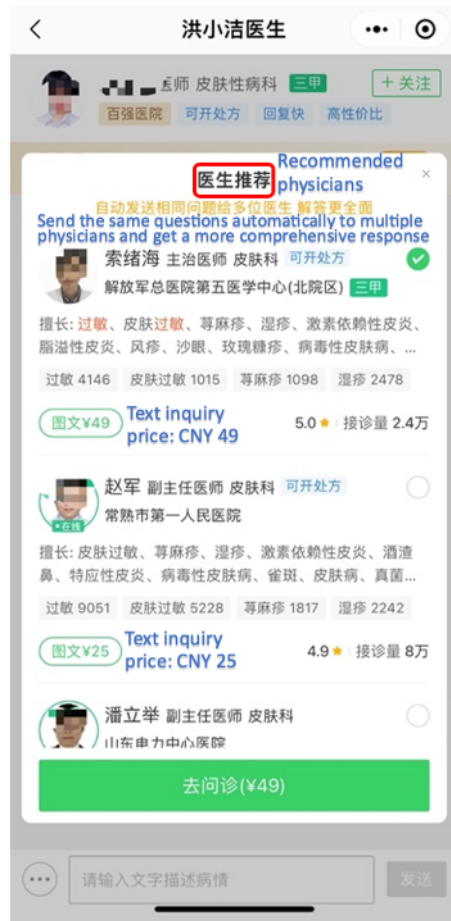 洪小洁医生
医师 皮肤性病科 三甲
+ 关注
百强医院 可开处方 回复快 高性价比
医生推荐
Recommended
physicians
×
自动发送相同问题给多位医生 解答更全面
Send the same questions automatically to multiple
physicians and get a more comprehensive response
索绪海 主治医师 皮肤科 可开处方
解放军总医院第五医学中心(北院区) 三甲
擅长: 过敏、皮肤过敏、荨麻疹、湿疹、激素依赖性皮炎、
脂溢性皮炎、风疹、沙眼、玫瑰糠疹、病毒性皮肤病、...
过敏 4146 皮肤过敏 1015 荨麻疹 1098 湿疹 2478
图文¥49
Text inquiry
price: CNY 49
5.0 ★ 接诊量 2.4万
赵军 副主任医师 皮肤科 可开处方
常熟市第一人民医院
•在线
擅长: 皮肤过敏、荨麻疹、湿疹、激素依赖性皮炎、酒渣
鼻、特应性皮炎、病毒性皮肤病、雀斑、皮肤病、真菌...
过敏 9051 皮肤过敏 5228 荨麻疹 1817 湿疹 2242
图文¥25
Text inquiry
price: CNY 25
4.9 ★ 接诊量 8万
潘立举 副主任医师 皮肤科
山东电力中心医院
去问诊(¥49)
请输入文字描述病情
发送